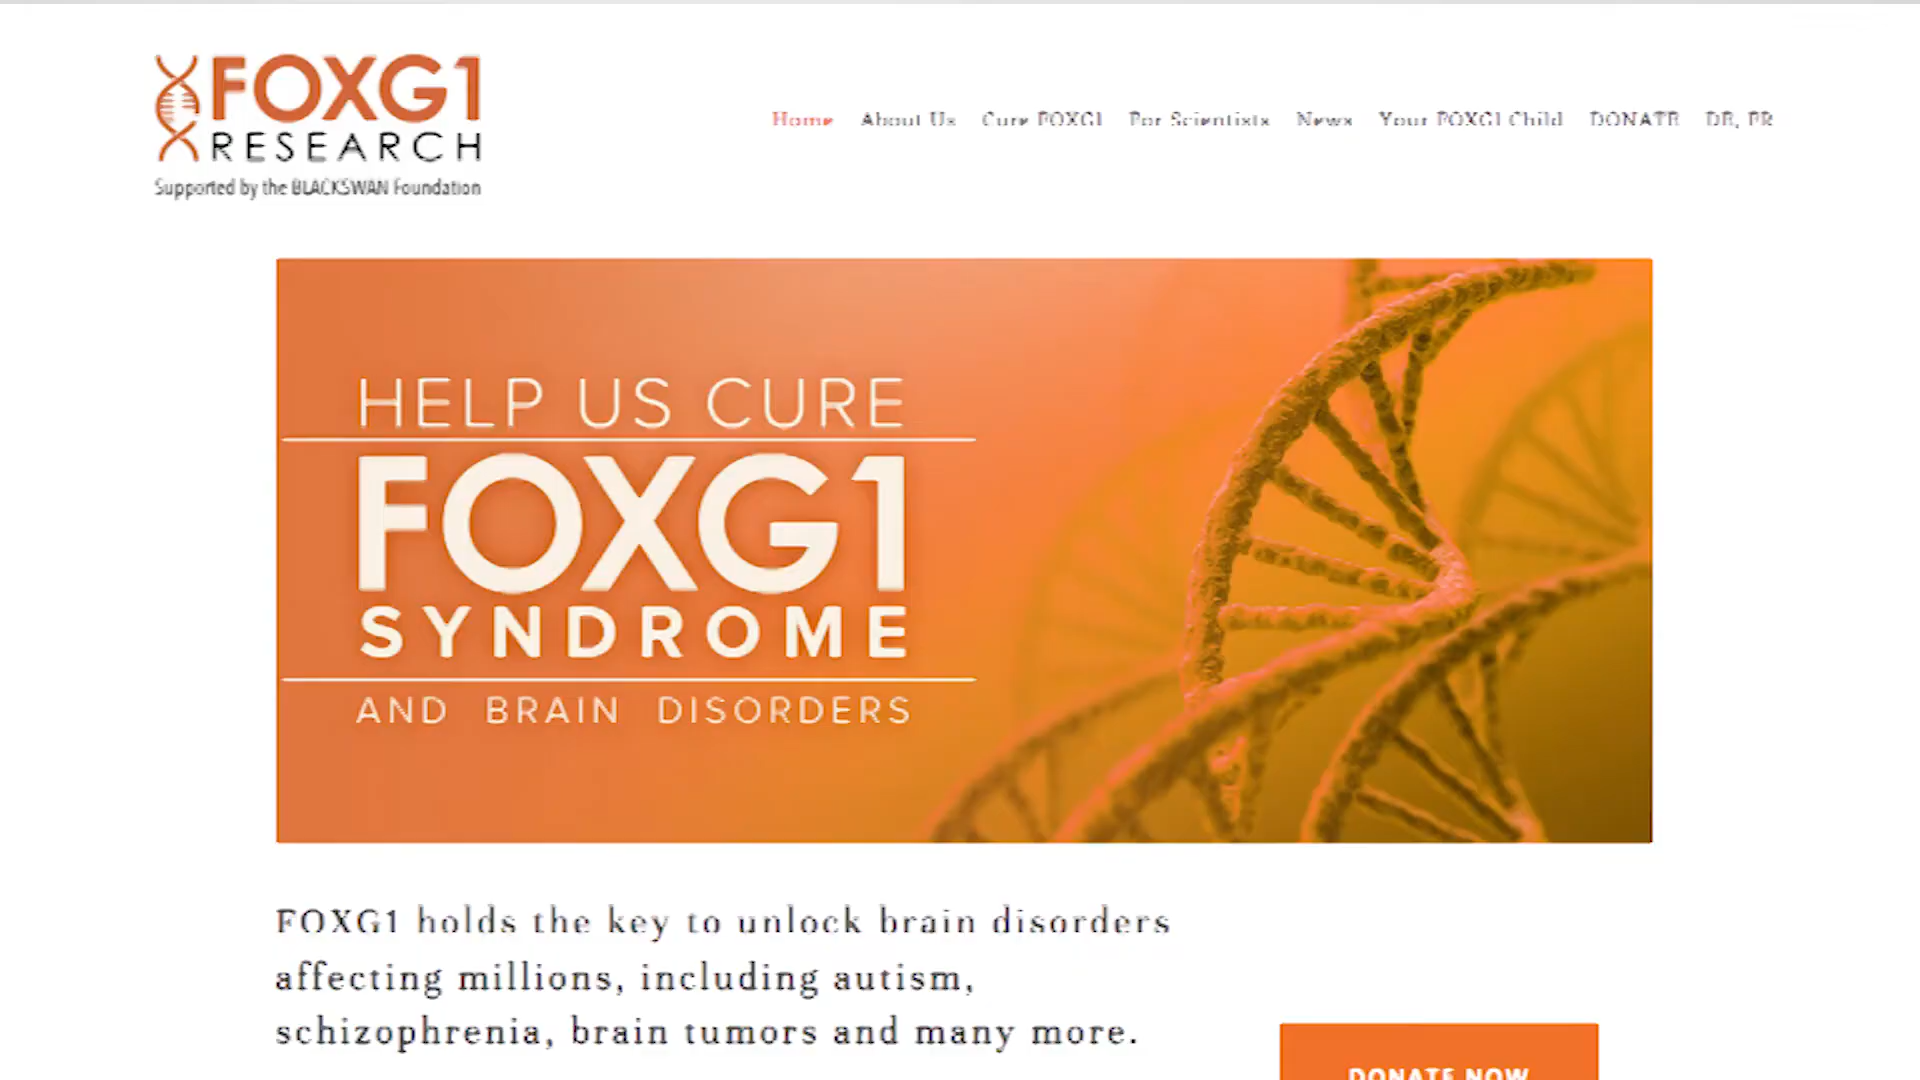 FOXG1
RESEARCH
Supported by the BLACKSWAN Foundation
Home About Us Cure FOXG1 For Scientists News Your FOXG1 Child DONATE DE, FR
HELP US CURE
FOXG1
SYNDROME
AND BRAIN DISORDERS
FOXG1 holds the key to unlock brain disorders
affecting millions, including autism,
schizophrenia, brain tumors and many more.
DONATE NOW